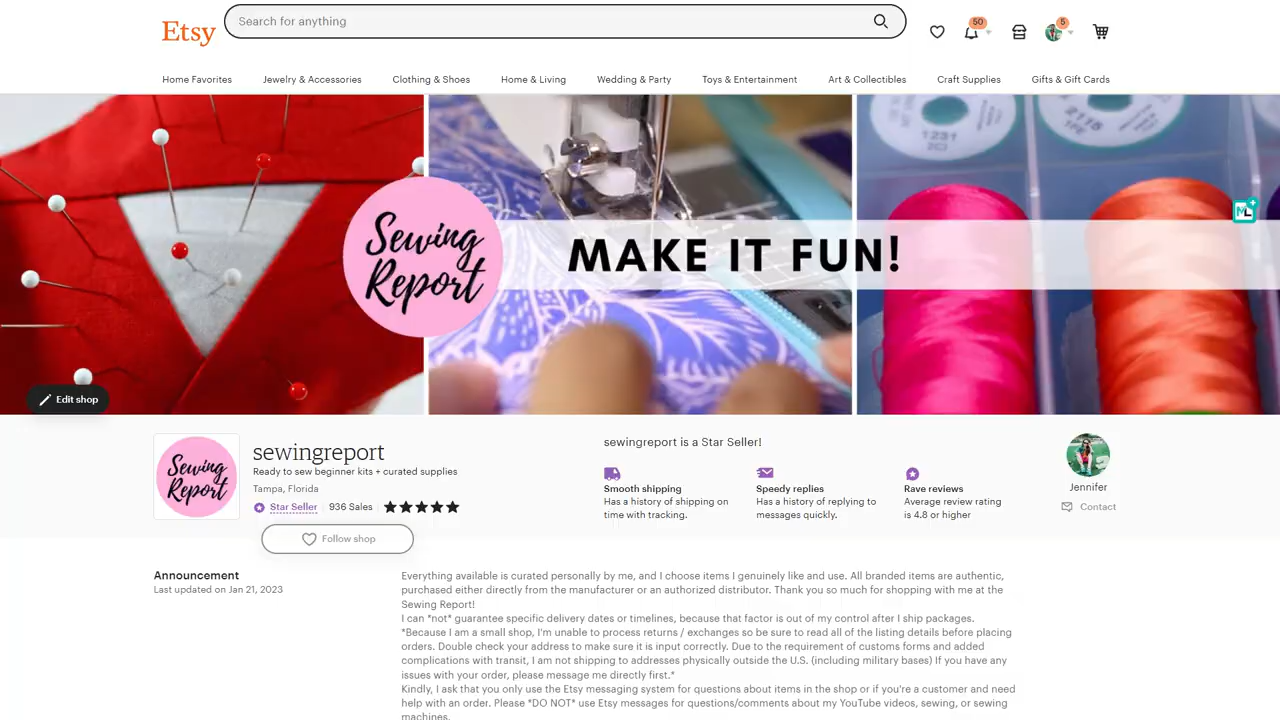 Etsy
Search for anything
50
5
Home Favorites
Jewelry & Accessories
Clothing & Shoes
Home & Living
Wedding & Party
Toys & Entertainment
Art & Collectibles
Craft Supplies
Gifts & Gift Cards
1231
2115
ML
Sewing
Report
MAKE IT FUN!
Edit shop
Sewing
Report
sewingreport
Ready to sew beginner kits + curated supplies
Tampa, Florida
Star Seller
936 Sales
Follow shop
sewingreport is a Star Seller!
Smooth shipping
Has a history of shipping on
time with tracking.
Speedy replies
Has a history of replying to
messages quickly.
Rave reviews
Average review rating
is 4.8 or higher
Jennifer
Contact
Announcement
Last updated on Jan 21, 2023
Everything available is curated personally by me, and I choose items I genuinely like and use. All branded items are authentic,
purchased either directly from the manufacturer or an authorized distributor. Thank you so much for shopping with me at the
Sewing Report!
I can *not* guarantee specific delivery dates or timelines, because that factor is out of my control after I ship packages.
*Because I am a small shop, I'm unable to process returns / exchanges so be sure to read all of the listing details before placing
orders. Double check your address to make sure it is input correctly. Due to the requirement of customs forms and added
complications with transit, I am not shipping to addresses physically outside the U.S. (including military bases) If you have any
issues with your order, please message me directly first.*
Kindly, I ask that you only use the Etsy messaging system for questions about items in the shop or if you're a customer and need
help with an order. Please *DO NOT* use Etsy messages for questions/comments about my YouTube videos, sewing, or sewing
machines.